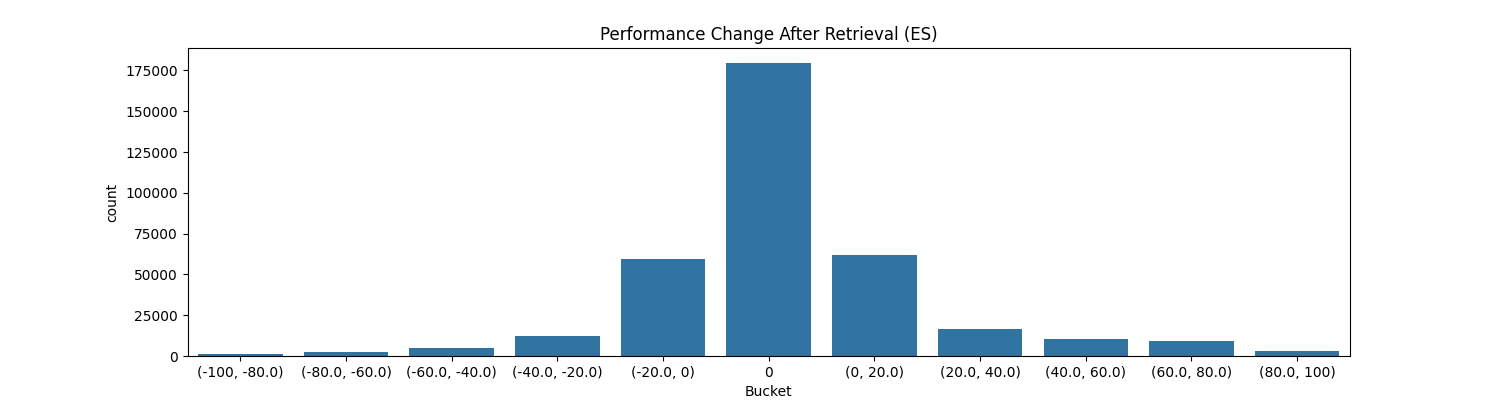 Performance Change After Retrieval (ES)
175000
150000
125000
100000
75000
50000
25000
0
count
(-100, -80.0) (-80.0, -60.0) (-60.0, -40.0) (-40.0, -20.0) (-20.0, 0) 0 (0, 20.0) (20.0, 40.0) (40.0, 60.0) (60.0, 80.0) (80.0, 100)
Bucket